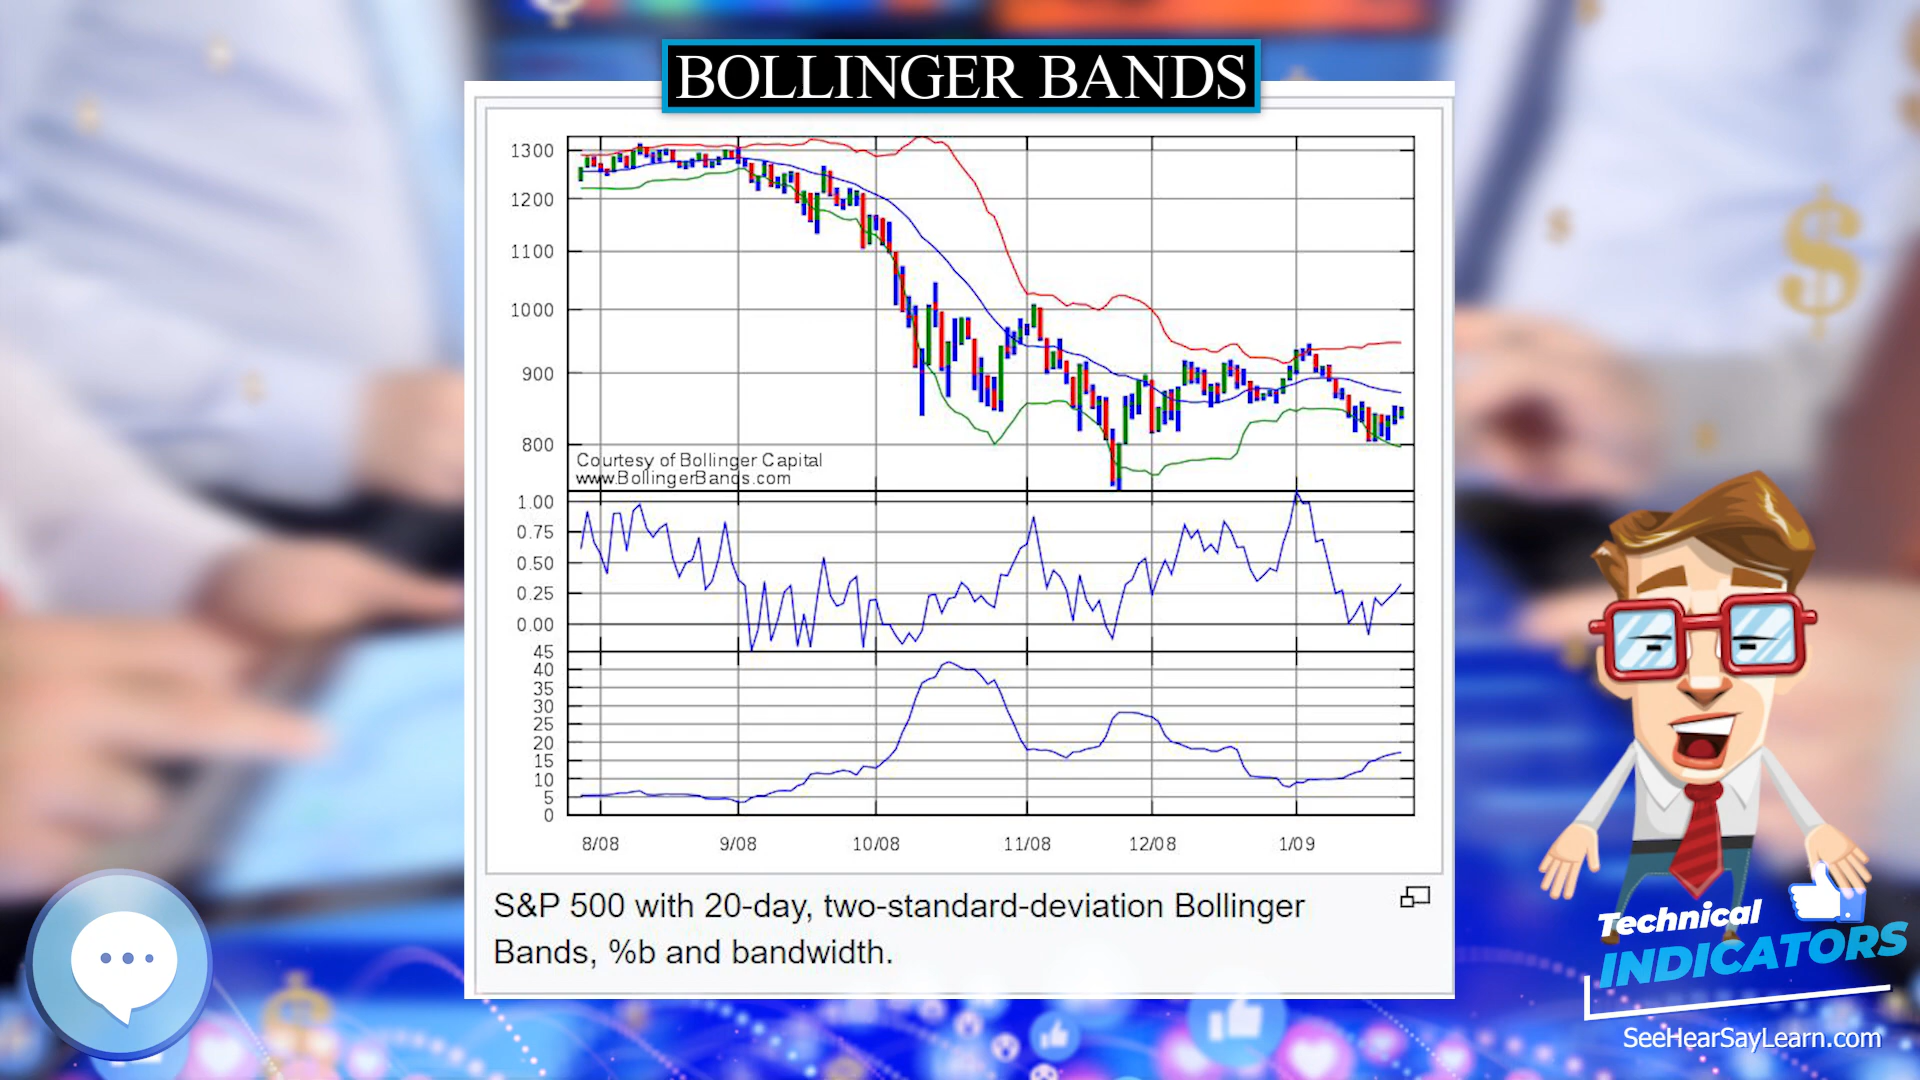 BOLLINGER BANDS
1300
1200
1100
1000
900
800
Courtesy of Bollinger Capital
www.BollingerBands.com
1.00
0.75
0.50
0.25
0.00
45
40
35
30
25
20
15
10
5
0
8/08 9/08 10/08 11/08 12/08 1/09
S&P 500 with 20-day, two-standard-deviation Bollinger
Bands, %b and bandwidth.
Technical
INDICATORS
SeeHearSayLearn.com